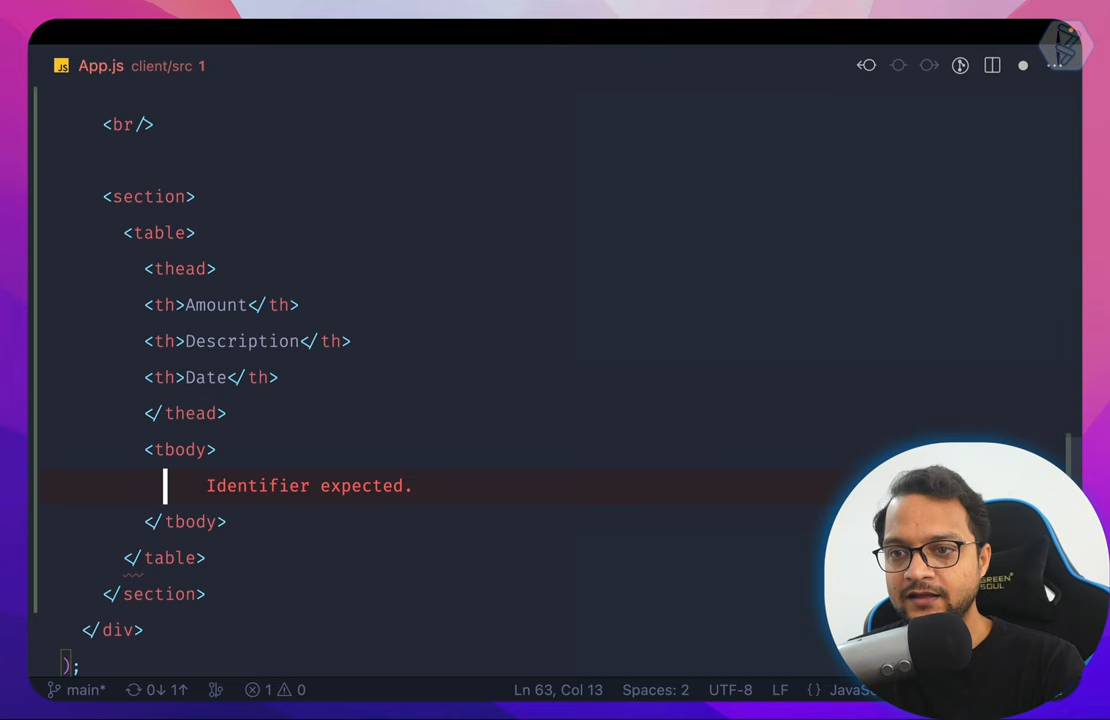 JS App.js client/src 1
<br/>
<section>
<table>
<thead>
<th>Amount</th>
<th>Description</th>
<th>Date</th>
</thead>
<tbody>
Identifier expected.
</tbody>
</table>
</section>
</div>
);
main* 0↓ 1↑ 1 0 Ln 63, Col 13 Spaces: 2 UTF-8 LF {}
GREEN
SOUL